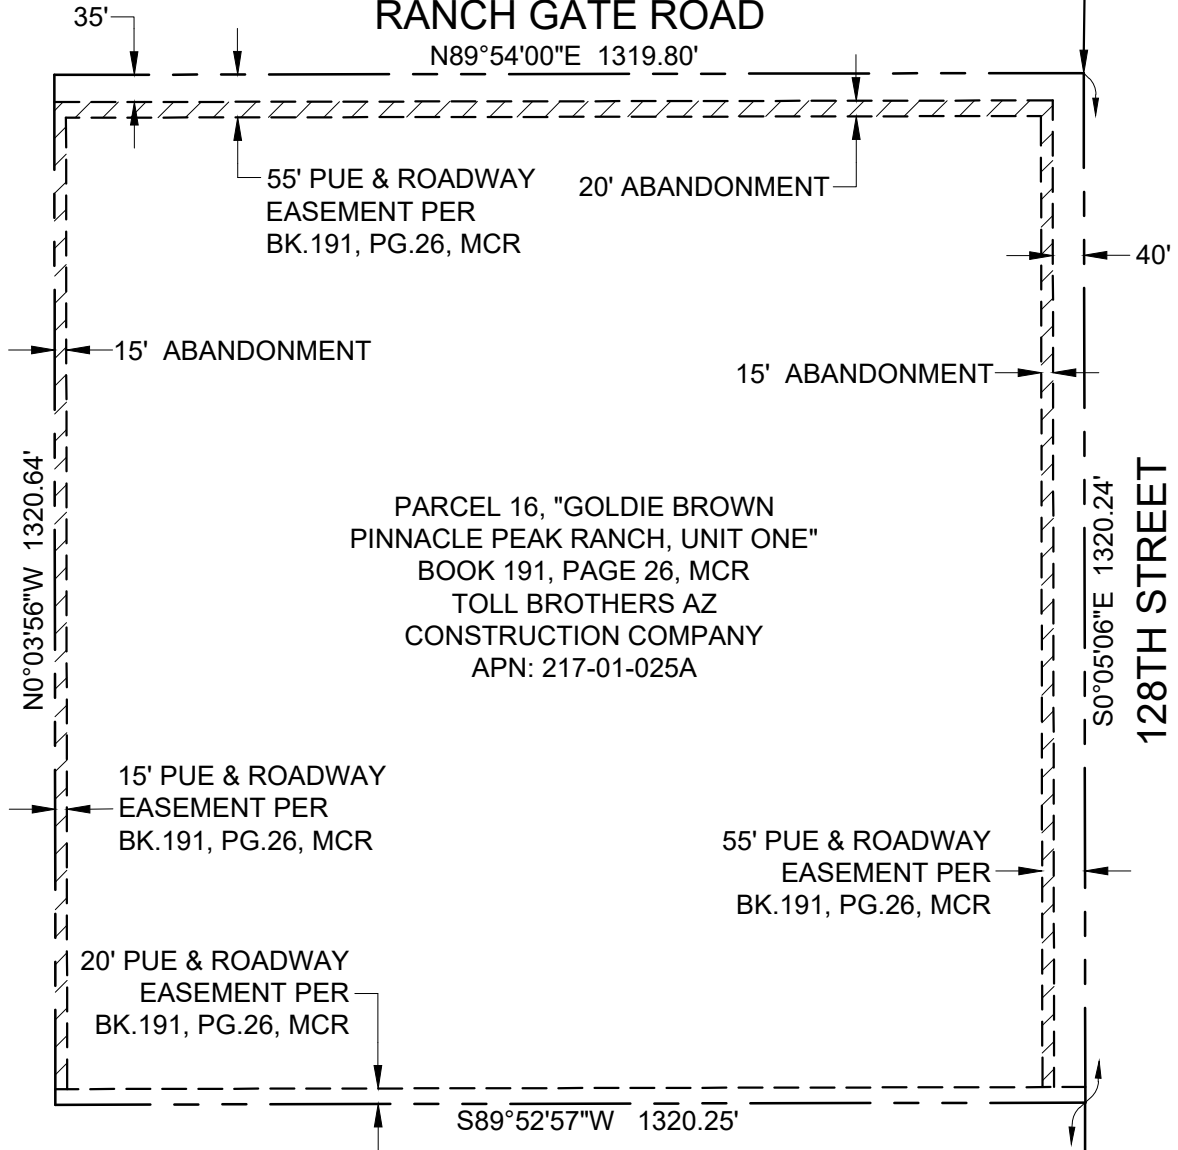 RANCH GATE ROAD
35'
N89°54'00"E 1319.80'
55' PUE & ROADWAY
EASEMENT PER
BK.191, PG.26, MCR
20' ABANDONMENT
40'
15' ABANDONMENT
15' ABANDONMENT
N0°03'56"W 1320.64'
PARCEL 16, "GOLDIE BROWN
PINNACLE PEAK RANCH, UNIT ONE"
BOOK 191, PAGE 26, MCR
TOLL BROTHERS AZ
CONSTRUCTION COMPANY
APN: 217-01-025A
S0°05'06"E 1320.24'
128TH STREET
15' PUE & ROADWAY
EASEMENT PER
BK.191, PG.26, MCR
55' PUE & ROADWAY
EASEMENT PER
BK.191, PG.26, MCR
20' PUE & ROADWAY
EASEMENT PER
BK.191, PG.26, MCR
S89°52'57"W 1320.25'